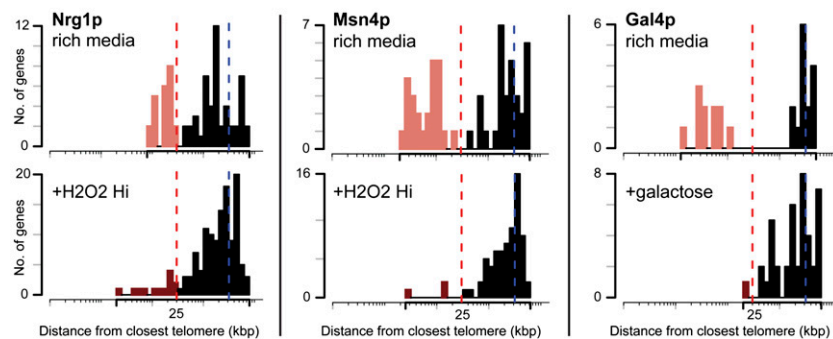 Nrg1p
rich media
12
0
No. of genes
Msn4p
rich media
7
0
Gal4p
rich media
6
0
+H2O2 Hi
20
0
No. of genes
25
Distance from closest telomere (kbp)
+H2O2 Hi
16
0
25
Distance from closest telomere (kbp)
+galactose
8
0
25
Distance from closest telomere (kbp)